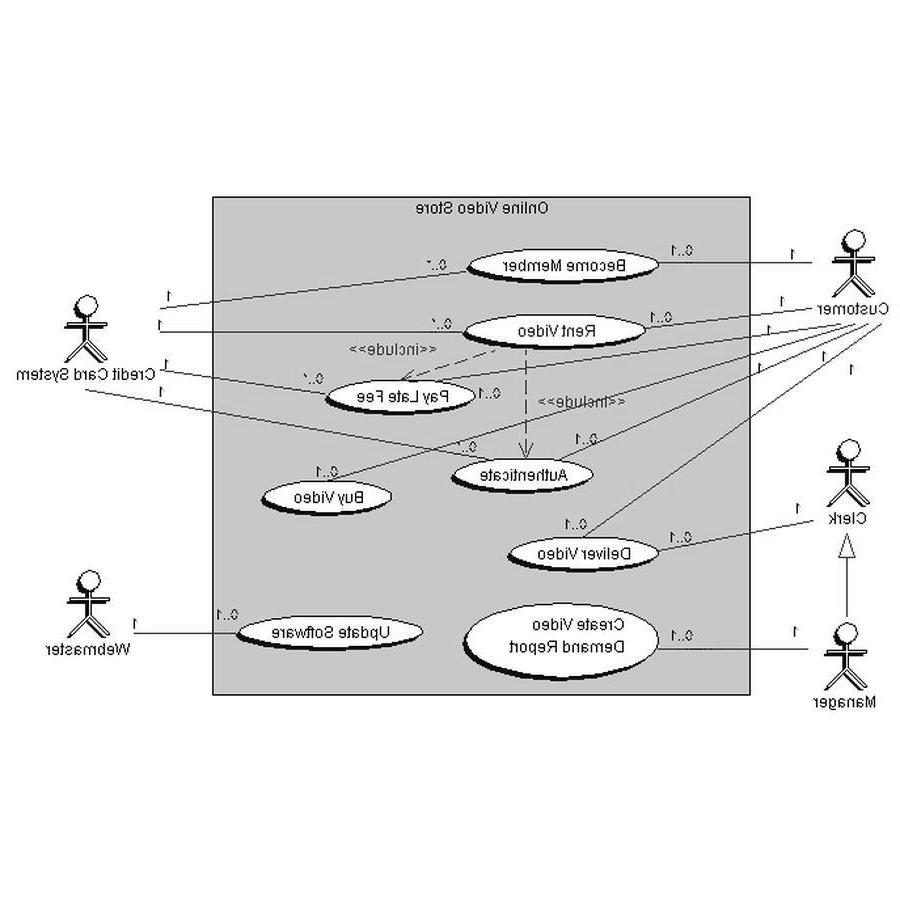 Online Video Store
Become Member
0..1
1
0..*
1
Customer
Rent Video
0..1
1
0..*
1
<<include>>
1
Credit Card System
1
Pay Late Fee
0..1
0..*
<<include>>
1
1
1
1
Authenticate
0..1
0..*
Buy Video
0..1
Clerk
1
0..1
Deliver Video
0..1
Update Software
0..1
1
Webmaster
Create Video
Demand Report
0..1
1
Manager